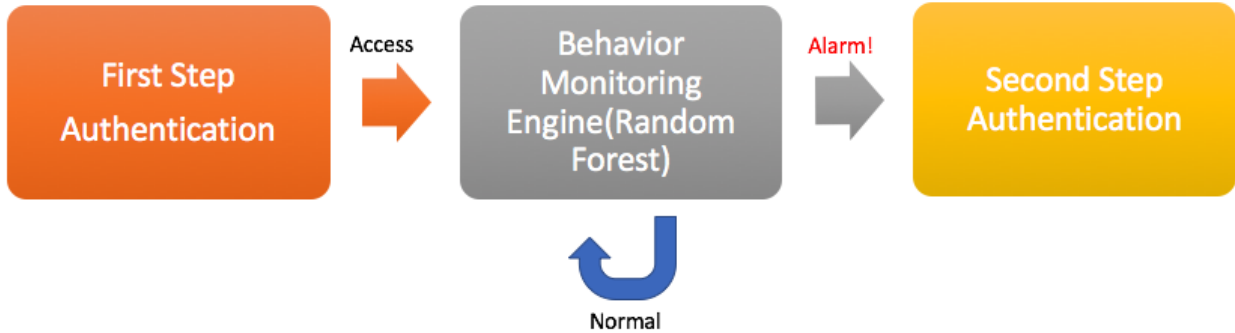 First Step
Authentication
Access
Behavior
Monitoring
Engine(Random
Forest)
Alarm!
Second Step
Authentication
Normal